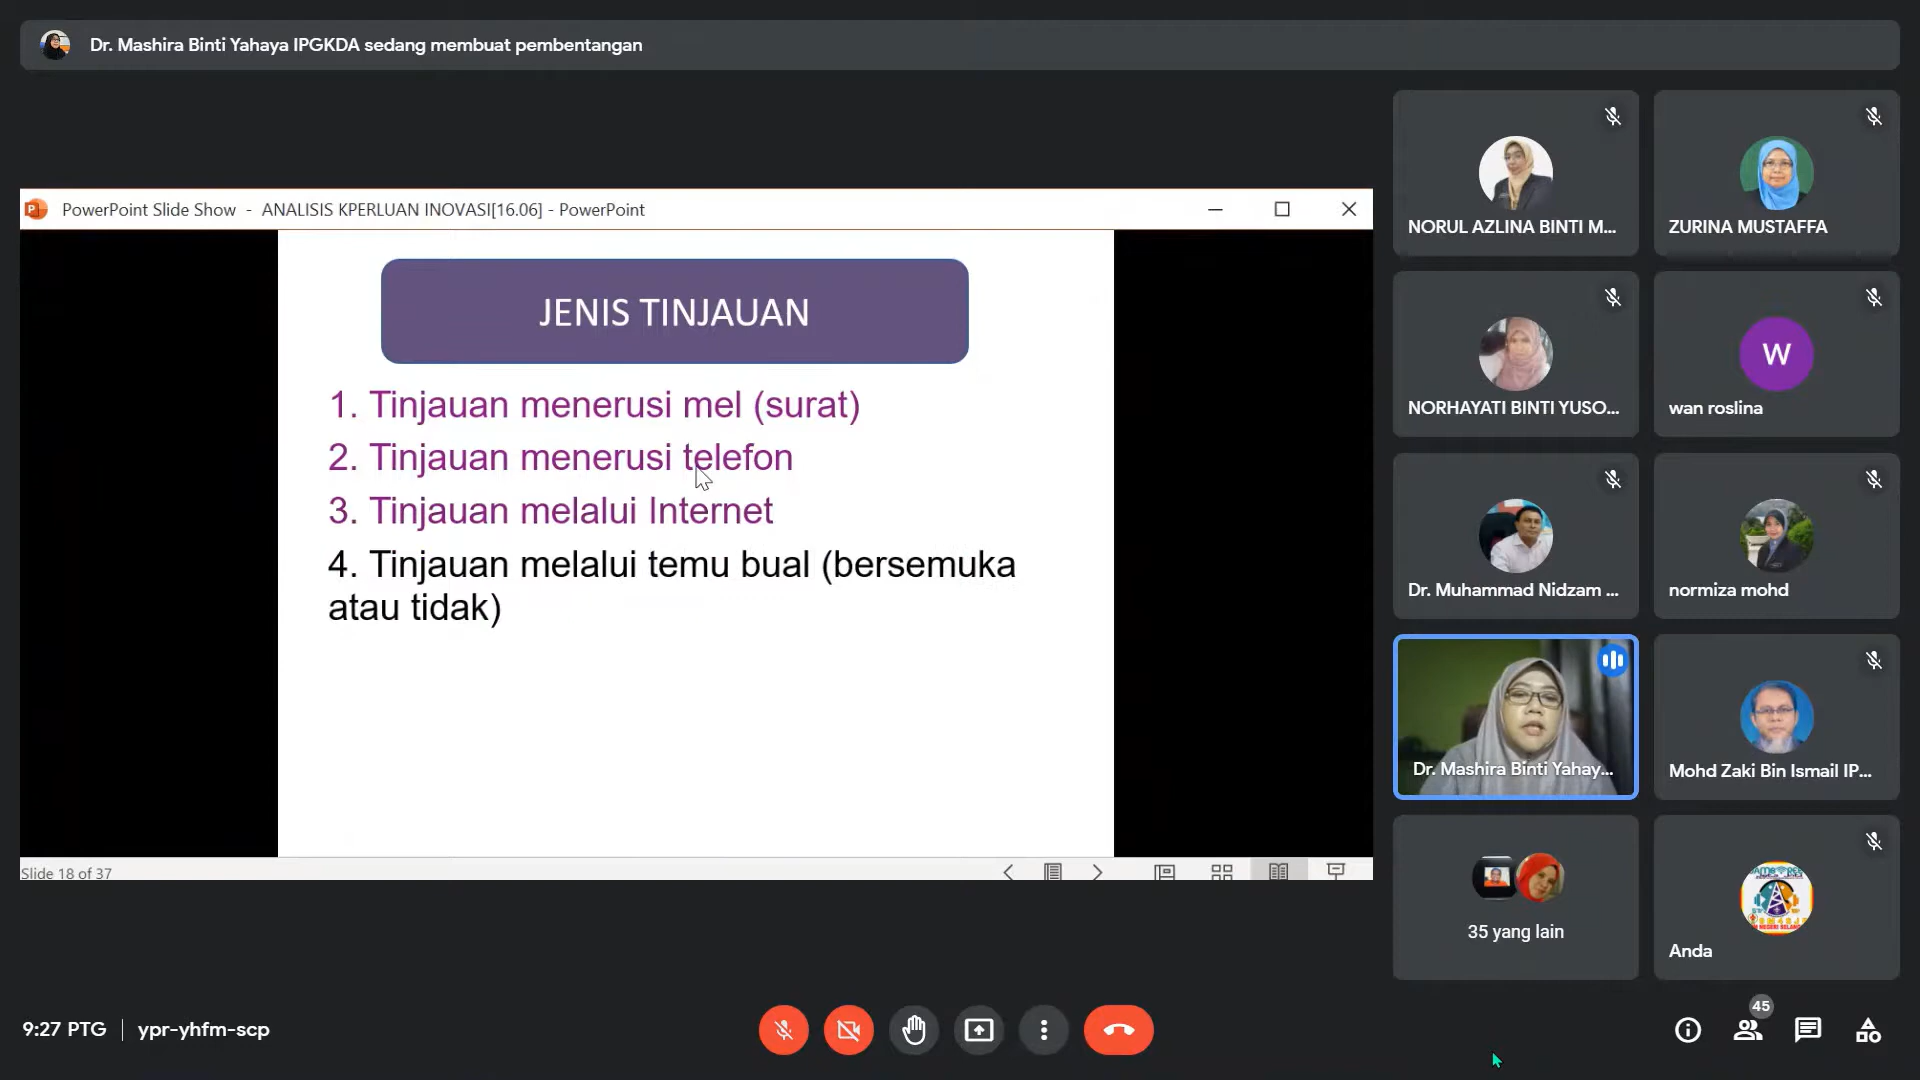 Dr. Mashira Binti Yahaya IPGKDA sedang membuat pembentangan
PowerPoint Slide Show - ANALISIS KPERLUAN INOVASI[16.06] - PowerPoint
JENIS TINJAUAN
1. Tinjauan menerusi mel (surat)
2. Tinjauan menerusi telefon
3. Tinjauan melalui Internet
4. Tinjauan melalui temu bual (bersemuka
atau tidak)
Slide 18 of 37
NORUL AZLINA BINTI M...
ZURINA MUSTAFFA
NORHAYATI BINTI YUSO...
W
wan roslina
Dr. Muhammad Nidzam ...
normiza mohd
Dr. Mashira Binti Yahay...
Mohd Zaki Bin Ismail IP...
35 yang lain
Anda
9:27 PTG
ypr-yhfm-scp
45